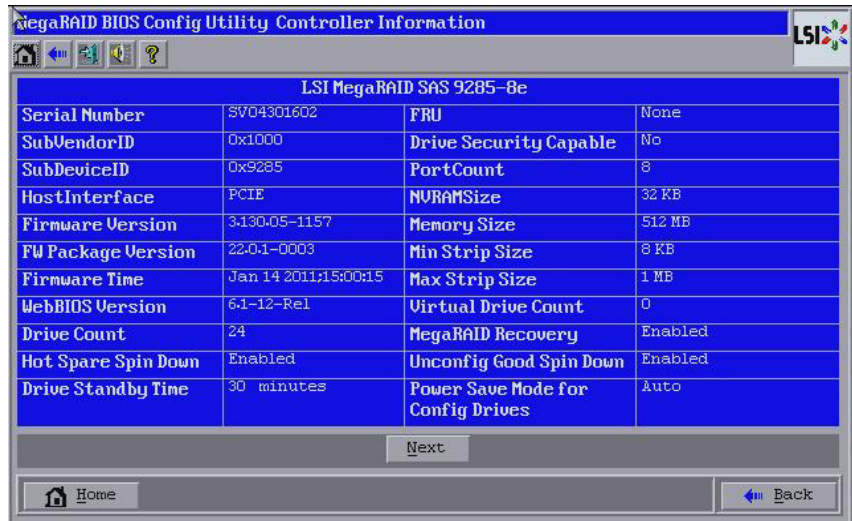 MegaRAID BIOS Config Utility Controller Information
LSI
LSI MegaRAID SAS 9285-8e
Serial Number SV04301602 FRU None
SubVendorID 0x1000 Drive Security Capable No
SubDeviceID 0x9285 PortCount 8
HostInterface PCIE NVRAMSize 32 KB
Firmware Version 3.130.05-1157 Memory Size 512 MB
FW Package Version 22.0.1-0003 Min Strip Size 8 KB
Firmware Time Jan 14 2011;15:00:15 Max Strip Size 1 MB
WebBIOS Version 6.1-12-Rel Virtual Drive Count 0
Drive Count 24 MegaRAID Recovery Enabled
Hot Spare Spin Down Enabled Unconfig Good Spin Down Enabled
Drive Standby Time 30 minutes Power Save Mode for Auto
Config Drives
Next
Home Back